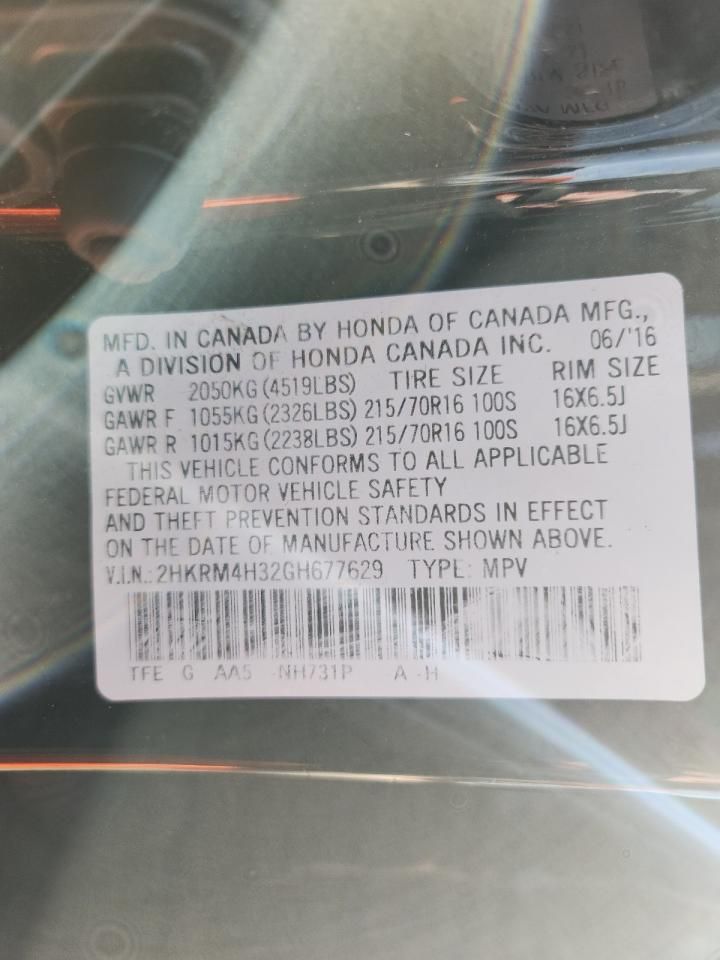 MFD. IN CANADA BY HONDA OF CANADA MFG.,
A DIVISION OF HONDA CANADA INC. 06/'16
GVWR 2050KG (4519LBS) TIRE SIZE RIM SIZE
GAWR F 1055KG (2326LBS) 215/70R16 100S 16X6.5J
GAWR R 1015KG (2238LBS) 215/70R16 100S 16X6.5J
THIS VEHICLE CONFORMS TO ALL APPLICABLE
FEDERAL MOTOR VEHICLE SAFETY
AND THEFT PREVENTION STANDARDS IN EFFECT
ON THE DATE OF MANUFACTURE SHOWN ABOVE.
V.I.N.: 2HKRM4H32GH677629 TYPE: MPV
TFE G AA5 -NH731P A -H